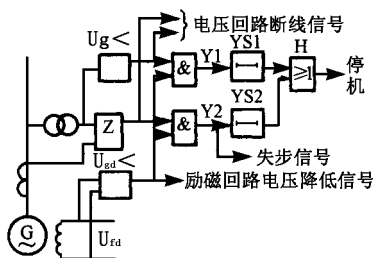 Ug<
电压回路断线信号
YS1
H
&
Y1
≥1
停机
Z
YS2
&
Y2
Ugd<
失步信号
励磁回路电压降低信号
G
~
Ufd